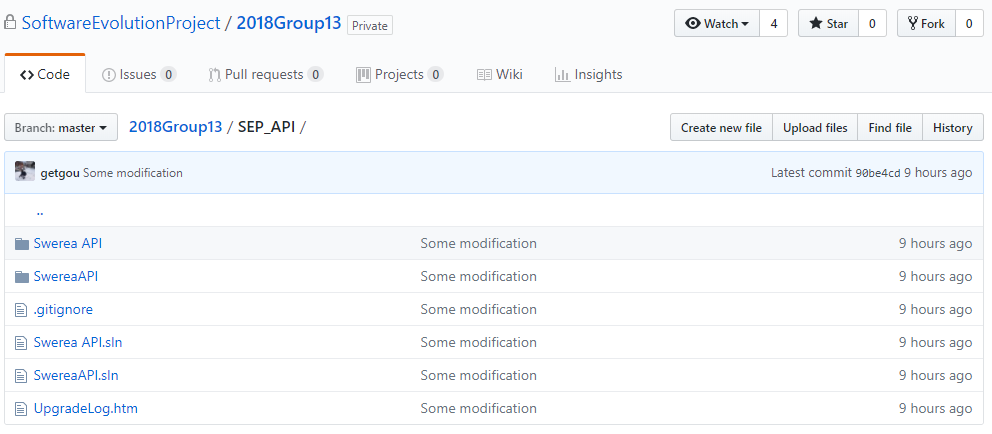 SoftwareEvolutionProject / 2018Group13 Private Watch 4 Star 0 Fork 0
Code Issues 0 Pull requests 0 Projects 0 Wiki Insights
Branch: master 2018Group13 / SEP_API / Create new file Upload files Find file History
getgou Some modification Latest commit 90be4cd 9 hours ago
..
Swerea API Some modification 9 hours ago
SwereaAPI Some modification 9 hours ago
.gitignore Some modification 9 hours ago
Swerea API.sln Some modification 9 hours ago
SwereaAPI.sln Some modification 9 hours ago
UpgradeLog.htm Some modification 9 hours ago